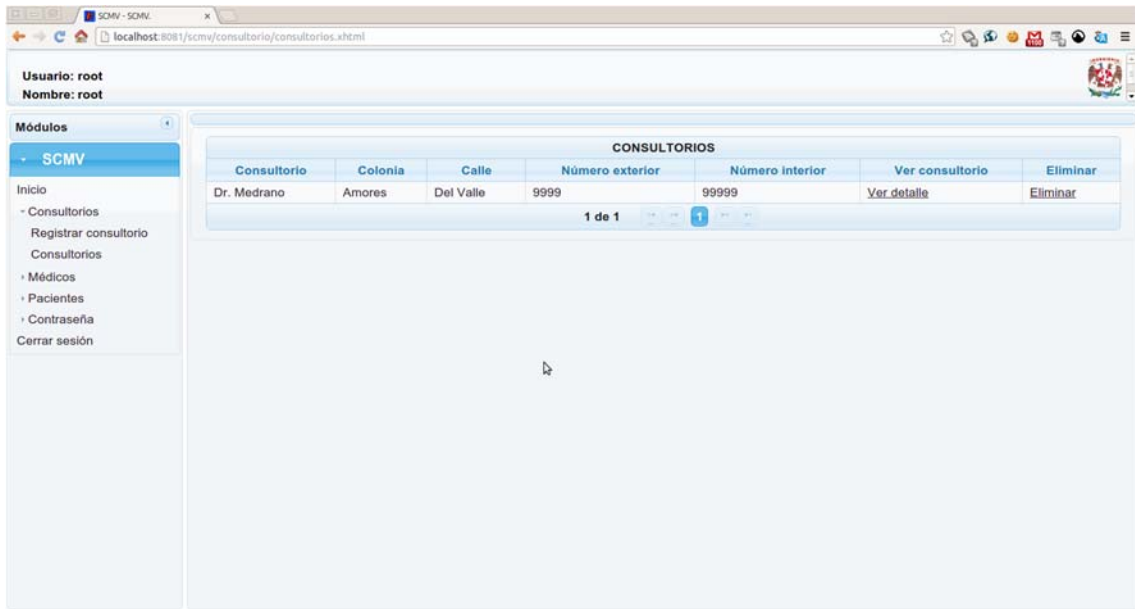 SCMV - SCMV.
localhost:8081/scmv/consultorio/consultorios.xhtml
1100
Usuario: root
Nombre: root
Módulos
SCMV
Inicio
Consultorios
Registrar consultorio
Consultorios
Médicos
Pacientes
Contraseña
Cerrar sesión
CONSULTORIOS
Consultorio Colonia Calle Número exterior Número interior Ver consultorio Eliminar
Dr. Medrano Amores Del Valle 9999 99999 Ver detalle Eliminar
1 de 1 1